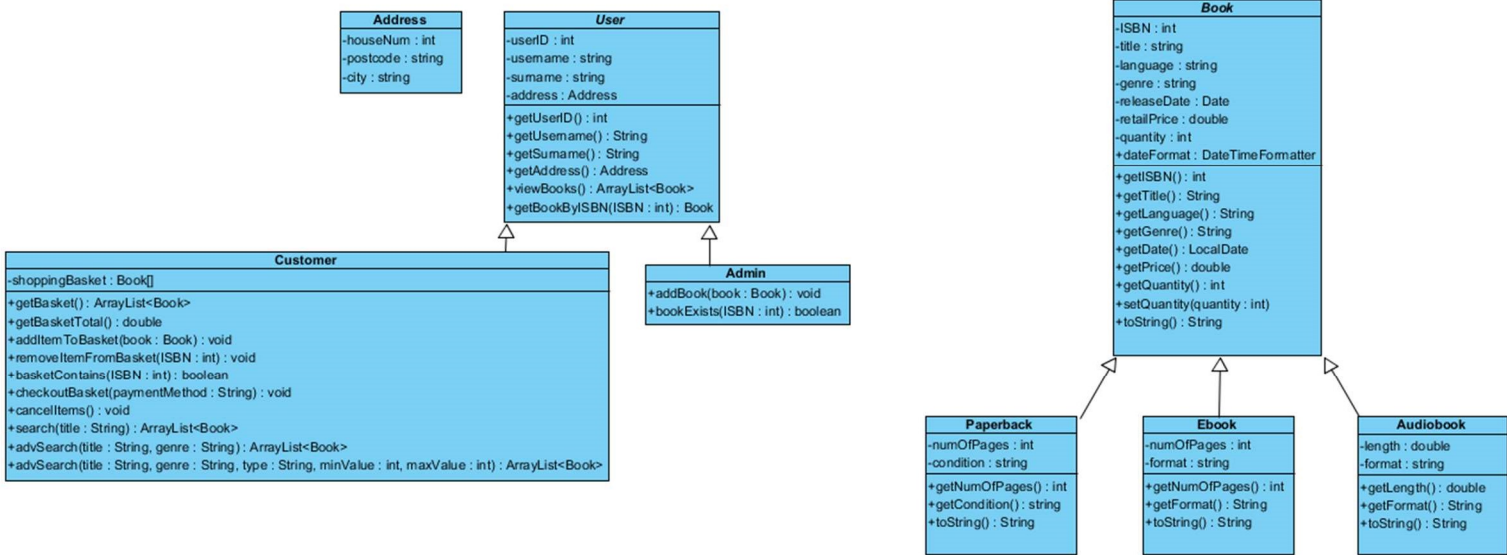 Address
-houseNum : int
-postcode : string
-city : string
User
-userID : int
-username : string
-surname : string
-address : Address
+getUserID() : int
+getUsername() : String
+getSurname() : String
+getAddress() : Address
+viewBooks() : ArrayList<Book>
+getBookByISBN(ISBN : int) : Book
Customer
-shoppingBasket : Book[]
+getBasket() : ArrayList<Book>
+getBasketTotal() : double
+addItemToBasket(book : Book) : void
+removeItemFromBasket(ISBN : int) : void
+basketContains(ISBN : int) : boolean
+checkoutBasket(paymentMethod : String) : void
+cancelItems() : void
+search(title : String) : ArrayList<Book>
+advSearch(title : String, genre : String) : ArrayList<Book>
+advSearch(title : String, genre : String, type : String, minValue : int, maxValue : int) : ArrayList<Book>
Admin
+addBook(book : Book) : void
+bookExists(ISBN : int) : boolean
Book
-ISBN : int
-title : string
-language : string
-genre : string
-releaseDate : Date
-retailPrice : double
-quantity : int
+dateFormat : DateTimeFormatter
+getISBN() : int
+getTitle() : String
+getLanguage() : String
+getGenre() : String
+getDate() : LocalDate
+getPrice() : double
+getQuantity() : int
+setQuantity(quantity : int)
+toString() : String
Paperback
-numOfPages : int
-condition : string
+getNumOfPages() : int
+getCondition() : string
+toString() : String
Ebook
-numOfPages : int
-format : string
+getNumOfPages() : int
+getFormat() : String
+toString() : String
Audiobook
-length : double
-format : string
+getLength() : double
+getFormat() : String
+toString() : String